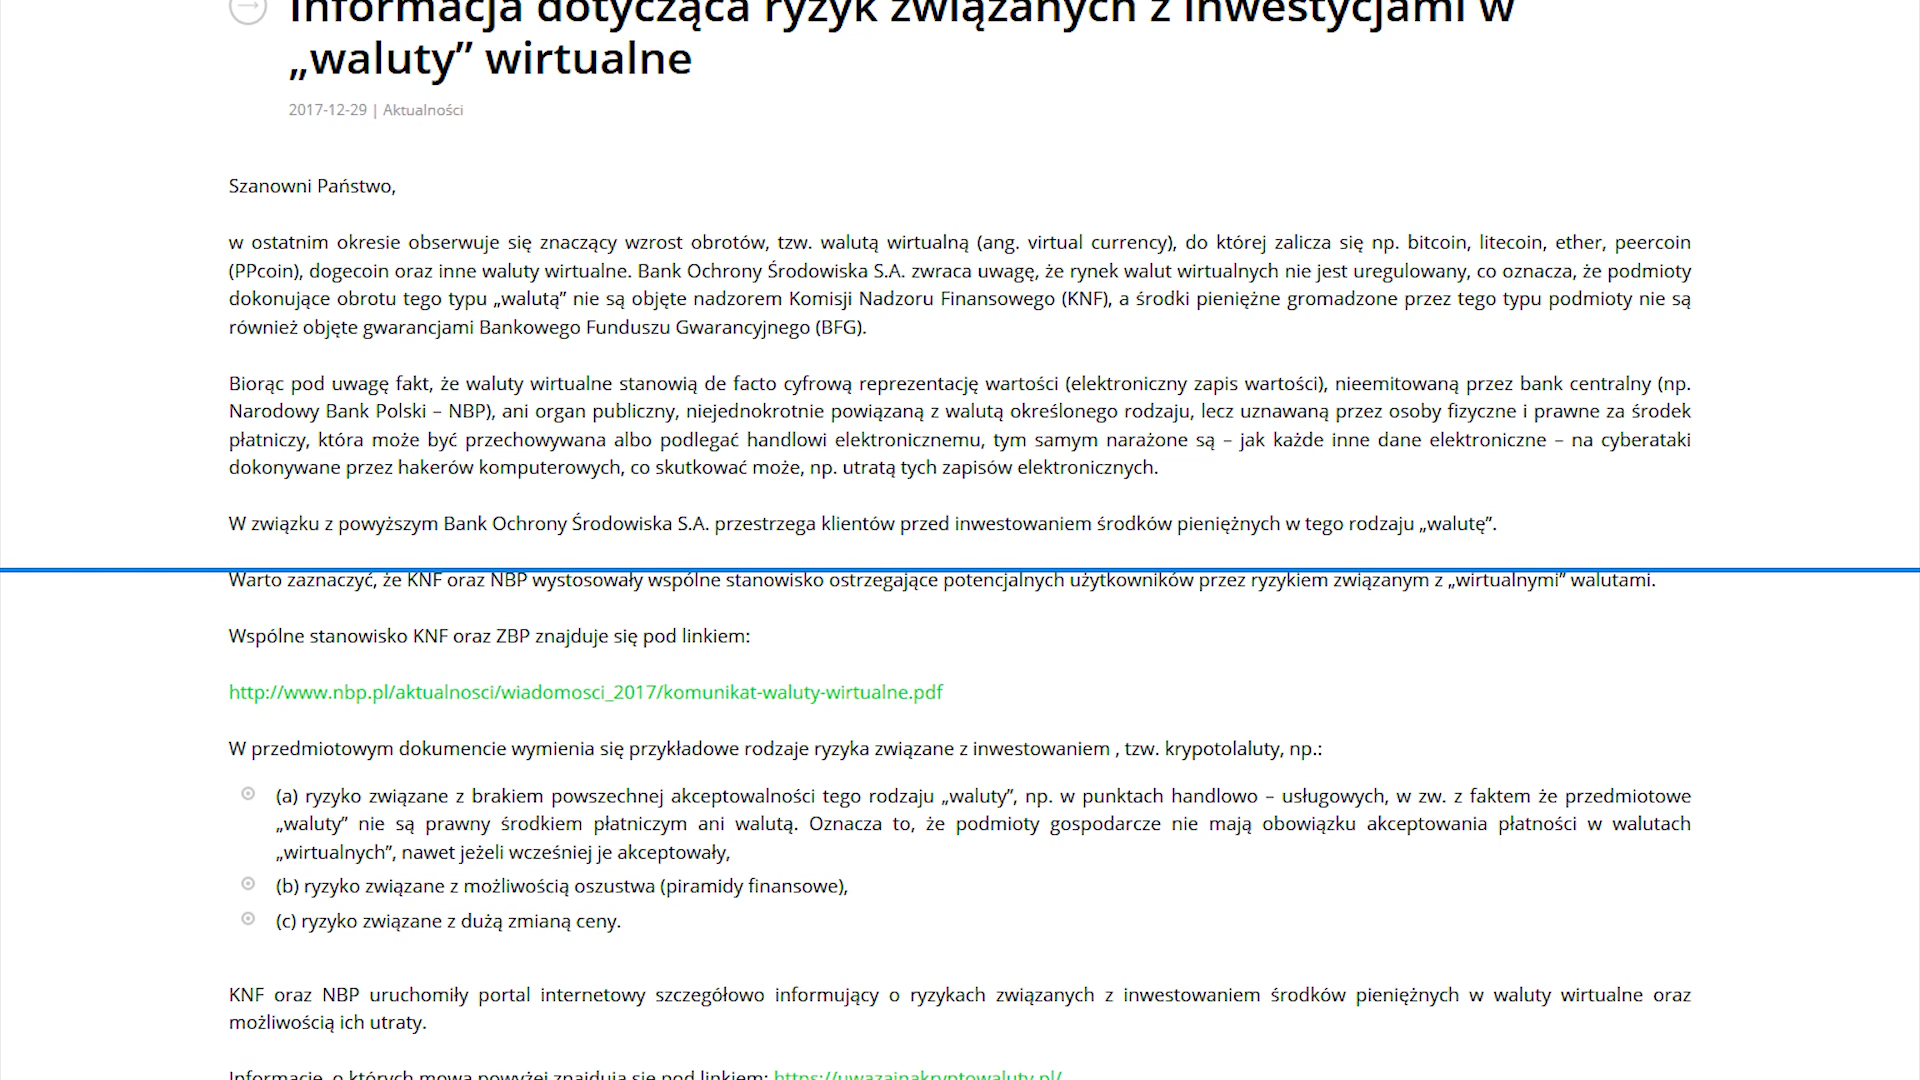 Informacja dotycząca ryzyk związanych z inwestycjami w
„waluty” wirtualne
2017-12-29 | Aktualności
Szanowni Państwo,
w ostatnim okresie obserwuje się znaczący wzrost obrotów, tzw. walutą wirtualną (ang. virtual currency), do której zalicza się np. bitcoin, litecoin, ether, peercoin
(PPcoin), dogecoin oraz inne waluty wirtualne. Bank Ochrony Środowiska S.A. zwraca uwagę, że rynek walut wirtualnych nie jest uregulowany, co oznacza, że podmioty
dokonujące obrotu tego typu „walutą” nie są objęte nadzorem Komisji Nadzoru Finansowego (KNF), a środki pieniężne gromadzone przez tego typu podmioty nie są
również objęte gwarancjami Bankowego Funduszu Gwarancyjnego (BFG).
Biorąc pod uwagę fakt, że waluty wirtualne stanowią de facto cyfrową reprezentację wartości (elektroniczny zapis wartości), nieemitowaną przez bank centralny (np.
Narodowy Bank Polski – NBP), ani organ publiczny, niejednokrotnie powiązaną z walutą określonego rodzaju, lecz uznawaną przez osoby fizyczne i prawne za środek
płatniczy, która może być przechowywana albo podlegać handlowi elektronicznemu, tym samym narażone są – jak każde inne dane elektroniczne – na cyberataki
dokonywane przez hakerów komputerowych, co skutkować może, np. utratą tych zapisów elektronicznych.
W związku z powyższym Bank Ochrony Środowiska S.A. przestrzega klientów przed inwestowaniem środków pieniężnych w tego rodzaju „walutę”.
Warto zaznaczyć, że KNF oraz NBP wystosowały wspólne stanowisko ostrzegające potencjalnych użytkowników przez ryzykiem związanym z „wirtualnymi” walutami.
Wspólne stanowisko KNF oraz ZBP znajduje się pod linkiem:
http://www.nbp.pl/aktualnosci/wiadomosci_2017/komunikat-waluty-wirtualne.pdf
W przedmiotowym dokumencie wymienia się przykładowe rodzaje ryzyka związane z inwestowaniem , tzw. krypotolaluty, np.:
(a) ryzyko związane z brakiem powszechnej akceptowalności tego rodzaju „waluty”, np. w punktach handlowo – usługowych, w zw. z faktem że przedmiotowe
„waluty” nie są prawny środkiem płatniczym ani walutą. Oznacza to, że podmioty gospodarcze nie mają obowiązku akceptowania płatności w walutach
„wirtualnych”, nawet jeżeli wcześniej je akceptowały,
(b) ryzyko związane z możliwością oszustwa (piramidy finansowe),
(c) ryzyko związane z dużą zmianą ceny.
KNF oraz NBP uruchomiły portal internetowy szczegółowo informujący o ryzykach związanych z inwestowaniem środków pieniężnych w waluty wirtualne oraz
możliwością ich utraty.
Informacje, o których mowa powyżej znajdują się pod linkiem: https://uwazajnakryptowaluty.pl/